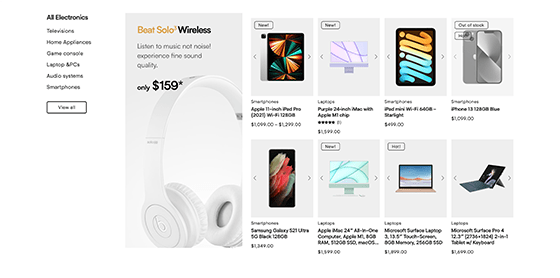 All Electronics
Televisions
Home Appliances
Game console
Laptop &PCs
Audio systems
Smartphones
View all
Beat Solo³ Wireless
Listen to music not noise!
experience fine sound
quality.
only $159*
New!
Smartphones
Apple 11-inch iPad Pro
(2021) Wi-Fi 128GB
$1,099.00 – $1,299.00
New!
Laptops
Purple 24-inch iMac with
Apple M1 chip
$1,599.00
Smartphones
iPad mini Wi-Fi 64GB –
Starlight
$499.00
Out of stock
Hot!
Smartphones
iPhone 13 128GB Blue
$1,099.00
Smartphones
Samsung Galaxy S21 Ultra
5G Black 128GB
$1,349.00
New!
Laptops
Apple iMac 24″ All-In-One
Computer, Apple M1, 8GB
RAM, 512GB SSD, macOS...
$1,599.00
Hot!
Laptops
Microsoft Surface Laptop
3, 13.5″ Touch-Screen,
8GB Memory, 256GB SSD
$1,899.00
Laptops
Microsoft Surface Pro 4
12.3″ [2736×1824] 2-in-1
Tablet w/ Keyboard
$1,699.00